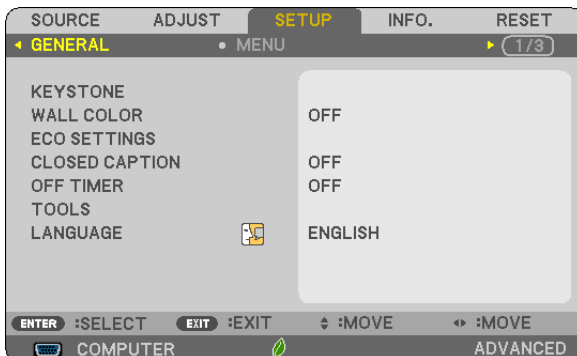 SOURCE ADJUST SETUP INFO. RESET
GENERAL MENU 1/3
KEYSTONE
WALL COLOR OFF
ECO SETTINGS
CLOSED CAPTION OFF
OFF TIMER OFF
TOOLS
LANGUAGE ENGLISH
ENTER :SELECT EXIT :EXIT :MOVE :MOVE
COMPUTER ADVANCED